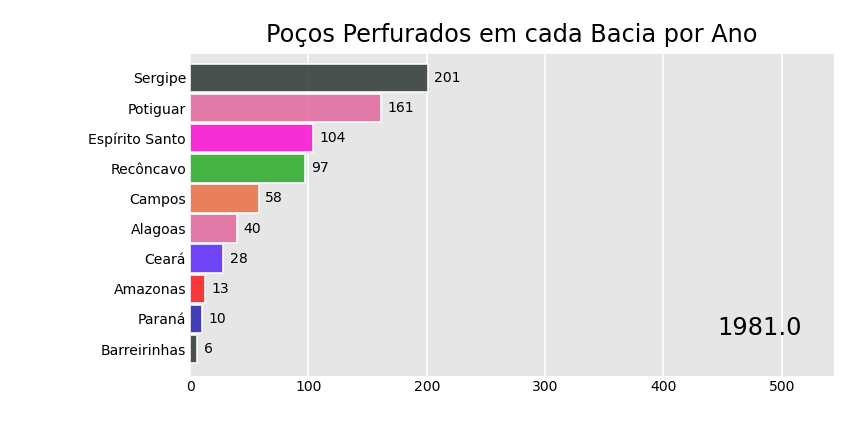 Poços Perfurados em cada Bacia por Ano
Sergipe 201
Potiguar 161
Espírito Santo 104
Recôncavo 97
Campos 58
Alagoas 40
Ceará 28
Amazonas 13
Paraná 10
1981.0
Barreirinhas 6
0 100 200 300 400 500